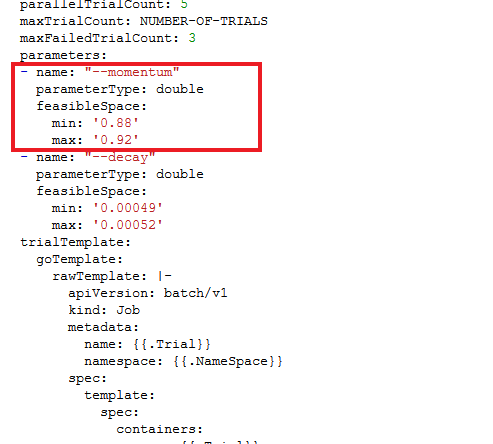 parallelTrialCount: 5
maxTrialCount: NUMBER-OF-TRIALS
maxFailedTrialCount: 3
parameters:
- name: "--momentum"
parameterType: double
feasibleSpace:
min: '0.88'
max: '0.92'
- name: "--decay"
parameterType: double
feasibleSpace:
min: '0.00049'
max: '0.00052'
trialTemplate:
goTemplate:
rawTemplate: |-
apiVersion: batch/v1
kind: Job
metadata:
name: {{.Trial}}
namespace: {{.NameSpace}}
spec:
template:
spec:
containers: